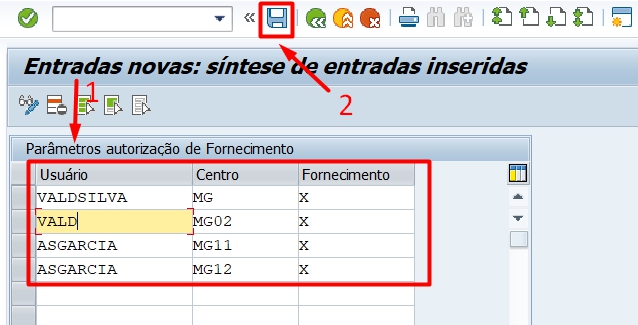 2
Entradas novas: síntese de entradas inseridas
1
Parâmetros autorização de Fornecimento
Usuário Centro Fornecimento
VALDSILVA MG X
VALD MG02 X
ASGARCIA MG11 X
ASGARCIA MG12 X